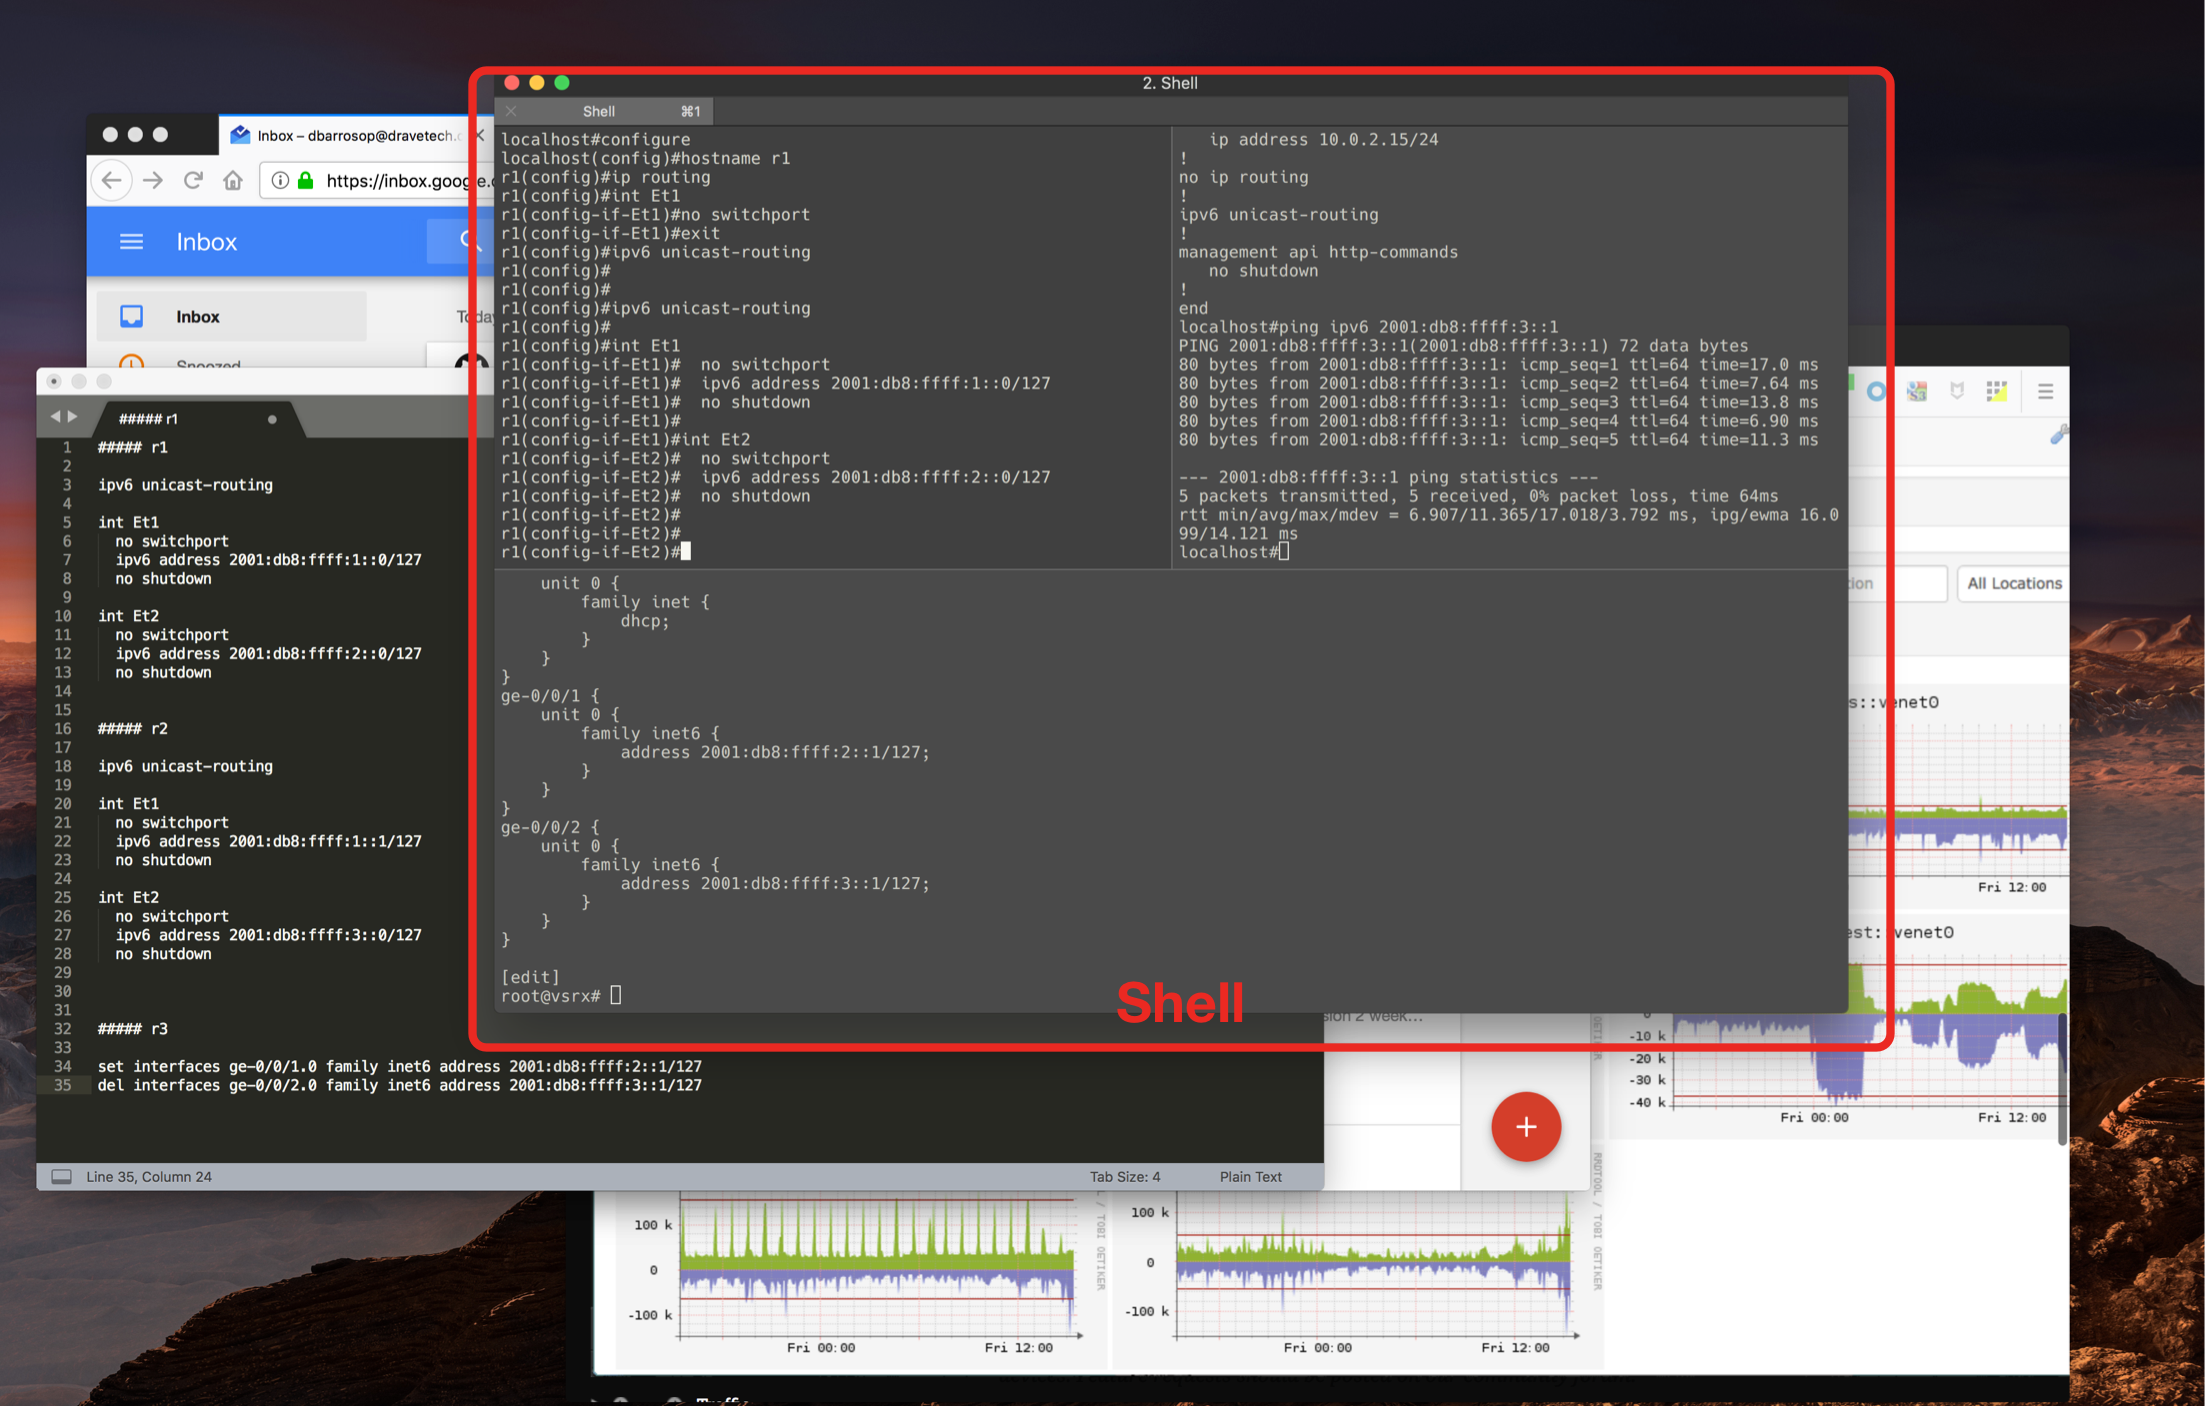 2. Shell
Shell ⌘1
localhost#configure
localhost(config)#hostname r1
r1(config)#ip routing
r1(config)#int Et1
r1(config-if-Et1)#no switchport
r1(config-if-Et1)#exit
r1(config)#ipv6 unicast-routing
r1(config)#
r1(config)#
r1(config)#ipv6 unicast-routing
r1(config)#
r1(config)#int Et1
r1(config-if-Et1)#  no switchport
r1(config-if-Et1)#  ipv6 address 2001:db8:ffff:1::0/127
r1(config-if-Et1)#  no shutdown
r1(config-if-Et1)#
r1(config-if-Et1)#int Et2
r1(config-if-Et2)#  no switchport
r1(config-if-Et2)#  ipv6 address 2001:db8:ffff:2::0/127
r1(config-if-Et2)#  no shutdown
r1(config-if-Et2)#
r1(config-if-Et2)#
r1(config-if-Et2)#
ip address 10.0.2.15/24
!
no ip routing
!
ipv6 unicast-routing
!
management api http-commands
no shutdown
!
end
localhost#ping ipv6 2001:db8:ffff:3::1
PING 2001:db8:ffff:3::1(2001:db8:ffff:3::1) 72 data bytes
80 bytes from 2001:db8:ffff:3::1: icmp_seq=1 ttl=64 time=17.0 ms
80 bytes from 2001:db8:ffff:3::1: icmp_seq=2 ttl=64 time=7.64 ms
80 bytes from 2001:db8:ffff:3::1: icmp_seq=3 ttl=64 time=13.8 ms
80 bytes from 2001:db8:ffff:3::1: icmp_seq=4 ttl=64 time=6.90 ms
80 bytes from 2001:db8:ffff:3::1: icmp_seq=5 ttl=64 time=11.3 ms
--- 2001:db8:ffff:3::1 ping statistics ---
5 packets transmitted, 5 received, 0% packet loss, time 64ms
rtt min/avg/max/mdev = 6.907/11.365/17.018/3.792 ms, ipg/ewma 16.0
99/14.121 ms
localhost#
unit 0 {
family inet {
dhcp;
}
}
}
ge-0/0/1 {
unit 0 {
family inet6 {
address 2001:db8:ffff:2::1/127;
}
}
}
ge-0/0/2 {
unit 0 {
family inet6 {
address 2001:db8:ffff:3::1/127;
}
}
}
[edit]
root@vsrx#
Shell
Inbox – dbarrosop@dravetech.c
https://inbox.google.c
Inbox
Inbox
Today
Snoozed
##### r1
1 ##### r1
2
3 ipv6 unicast-routing
4
5 int Et1
6 no switchport
7 ipv6 address 2001:db8:ffff:1::0/127
8 no shutdown
9
10 int Et2
11 no switchport
12 ipv6 address 2001:db8:ffff:2::0/127
13 no shutdown
14
15
16 ##### r2
17
18 ipv6 unicast-routing
19
20 int Et1
21 no switchport
22 ipv6 address 2001:db8:ffff:1::1/127
23 no shutdown
24
25 int Et2
26 no switchport
27 ipv6 address 2001:db8:ffff:3::0/127
28 no shutdown
29
30
31
32 ##### r3
33
34 set interfaces ge-0/0/1.0 family inet6 address 2001:db8:ffff:2::1/127
35 del interfaces ge-0/0/2.0 family inet6 address 2001:db8:ffff:3::1/127
Line 35, Column 24 Tab Size: 4 Plain Text
tion All Locations
s::venet0
Fri 12:00
est: venet0
sion 2 week...
0
-10 k
-20 k
-30 k
-40 k
Fri 00:00 Fri 12:00
100 k
0
-100 k
Fri 00:00 Fri 12:00
/ TOBI OETIKER
100 k
0
-100 k
Fri 00:00 Fri 12:00
RRDTOOL / TOBI OETIKER